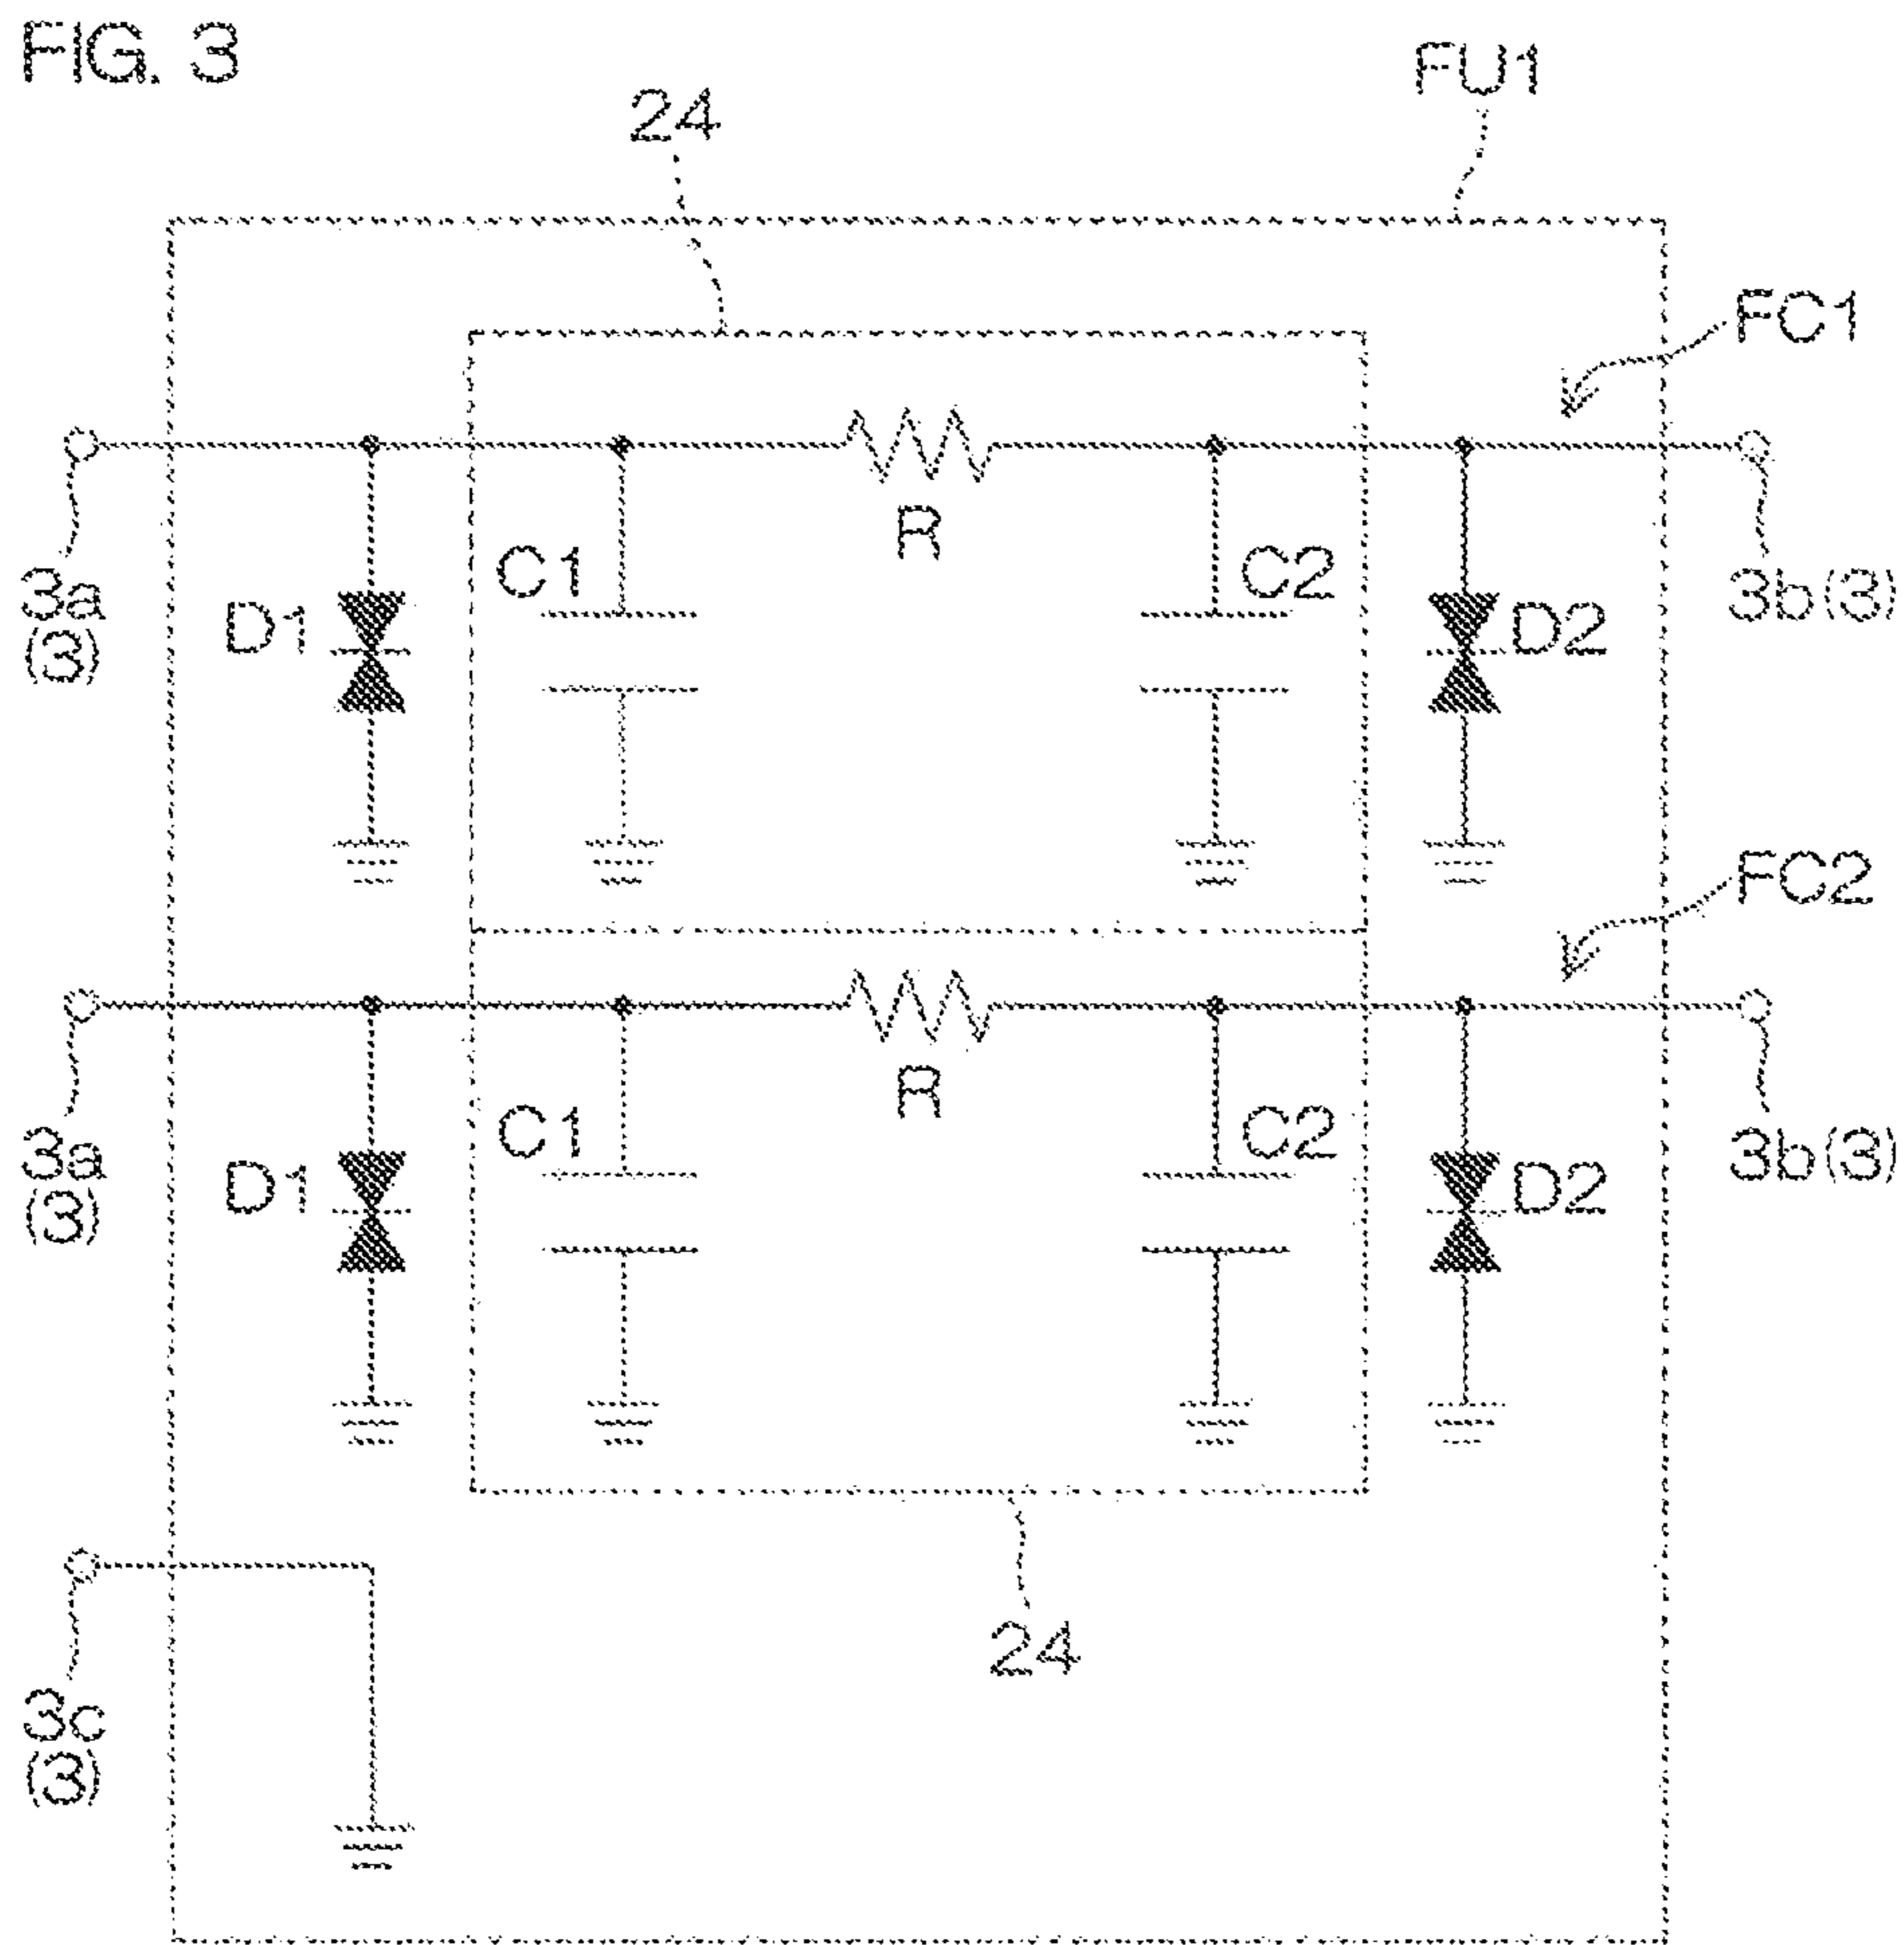 FIG. 3
FU1
24
FC1
R
C1
C2
3a
(3)
D1
D2
3b(3)
FC2
R
C1
C2
3a
(3)
D1
D2
3b(3)
24
3c
(3)